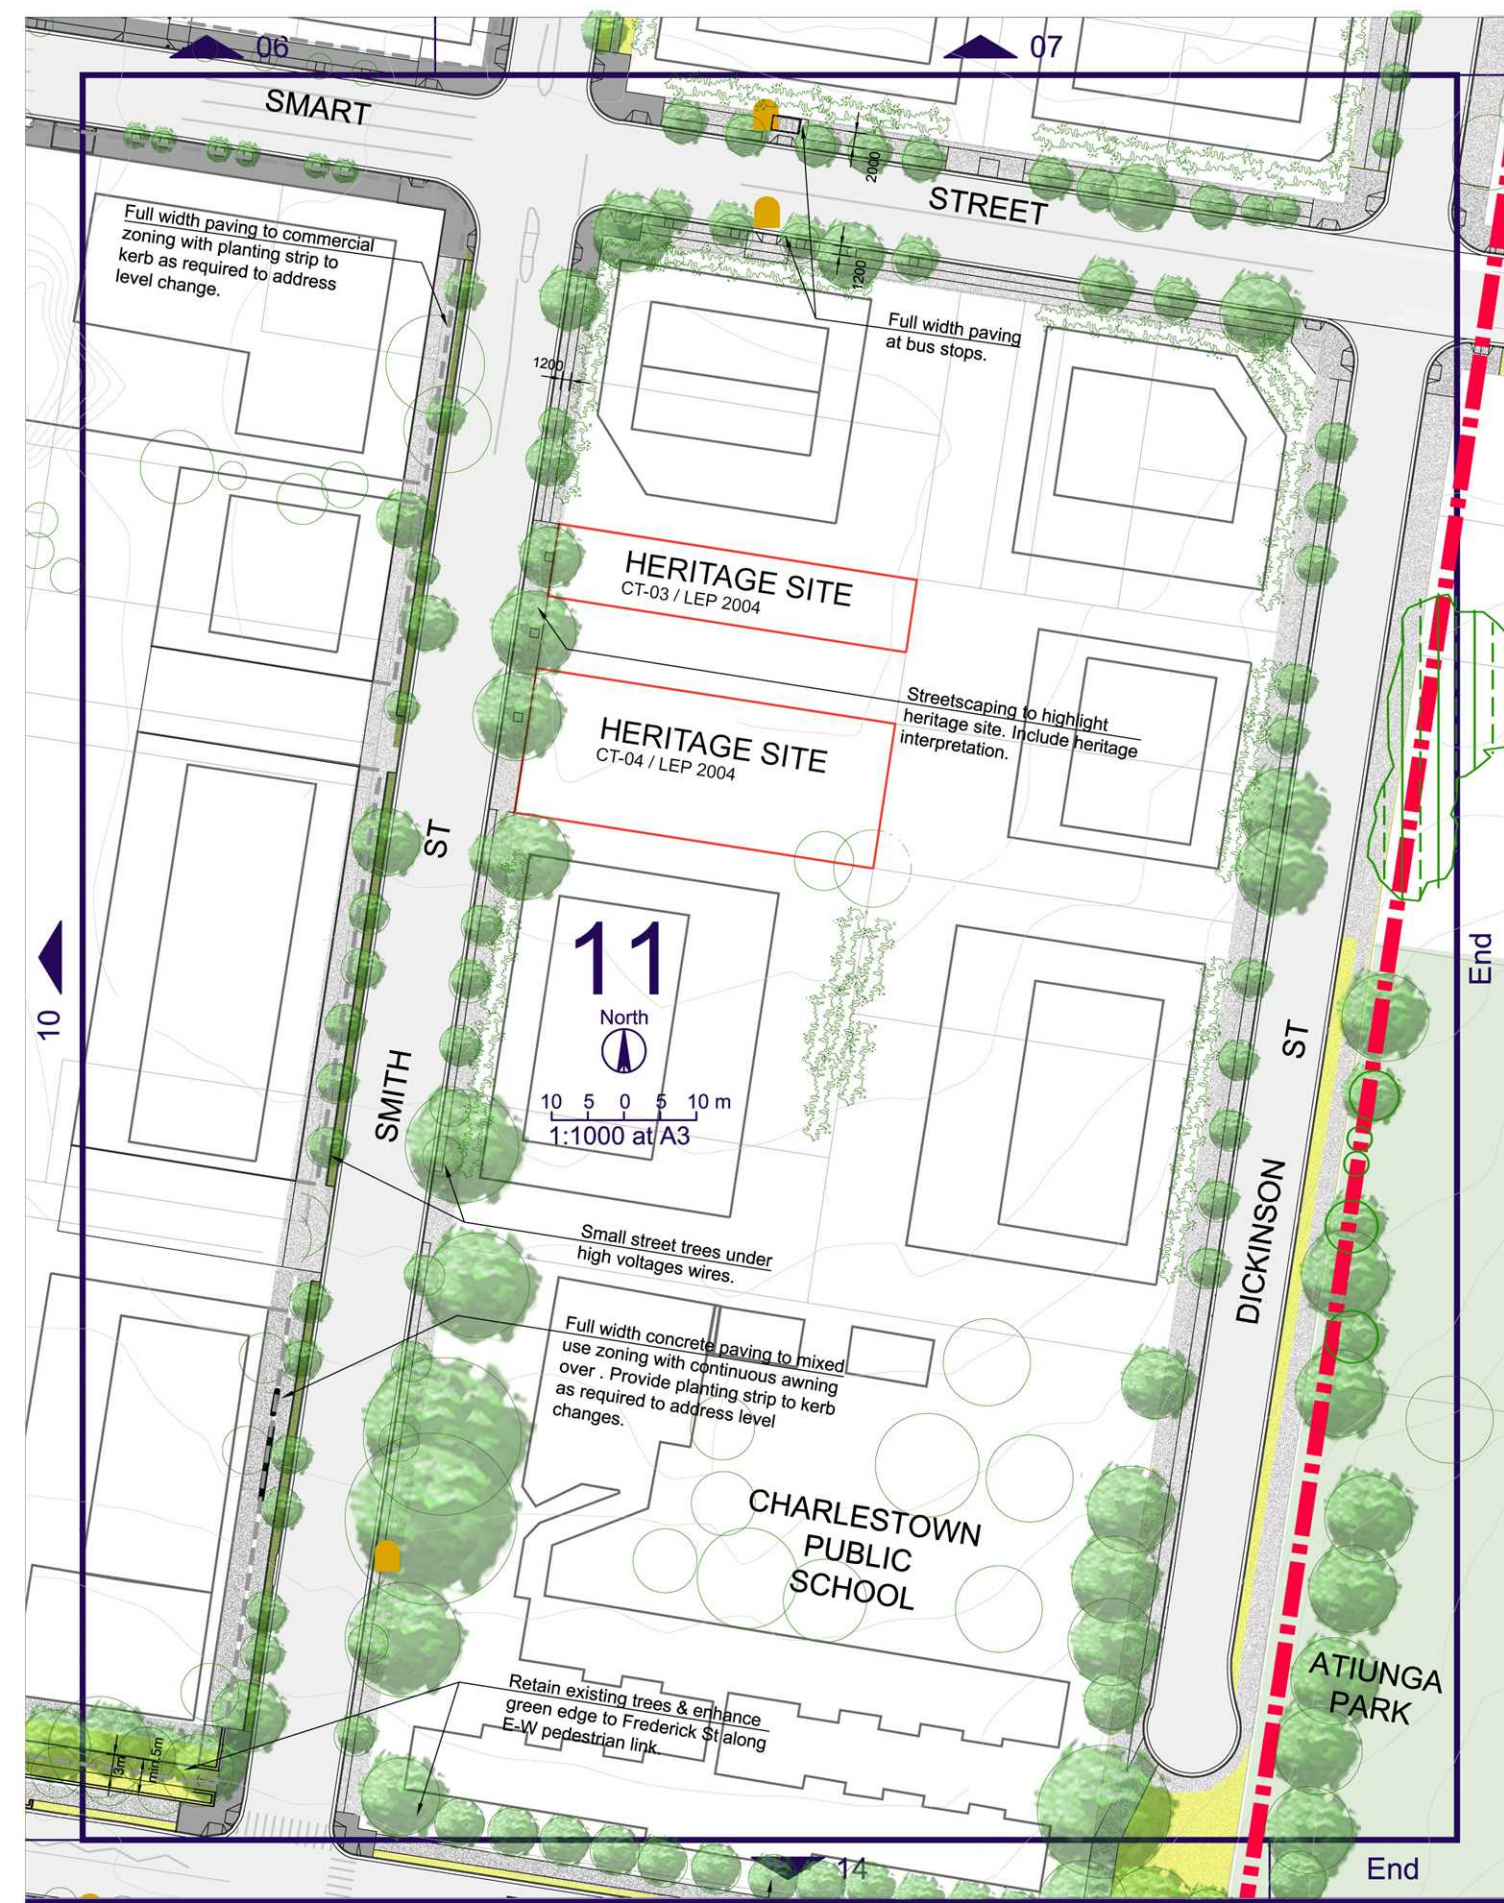 06
07
SMART
STREET
2000
1200
Full width paving to commercial
zoning with planting strip to
kerb as required to address
level change.
Full width paving
at bus stops.
1200
HERITAGE SITE
CT-03 / LEP 2004
Streetscaping to highlight
heritage site. Include heritage
interpretation.
HERITAGE SITE
CT-04 / LEP 2004
ST
SMITH
10
11
North
10 5 0 5 10 m
1:1000 at A3
End
ST
DICKINSON
Small street trees under
high voltages wires.
Full width concrete paving to mixed
use zoning with continuous awning
over . Provide planting strip to kerb
as required to address level
changes.
CHARLESTOWN
PUBLIC
SCHOOL
ATIUNGA
PARK
Retain existing trees & enhance
green edge to Frederick St along
E-W pedestrian link.
3m
min.5m
14
End